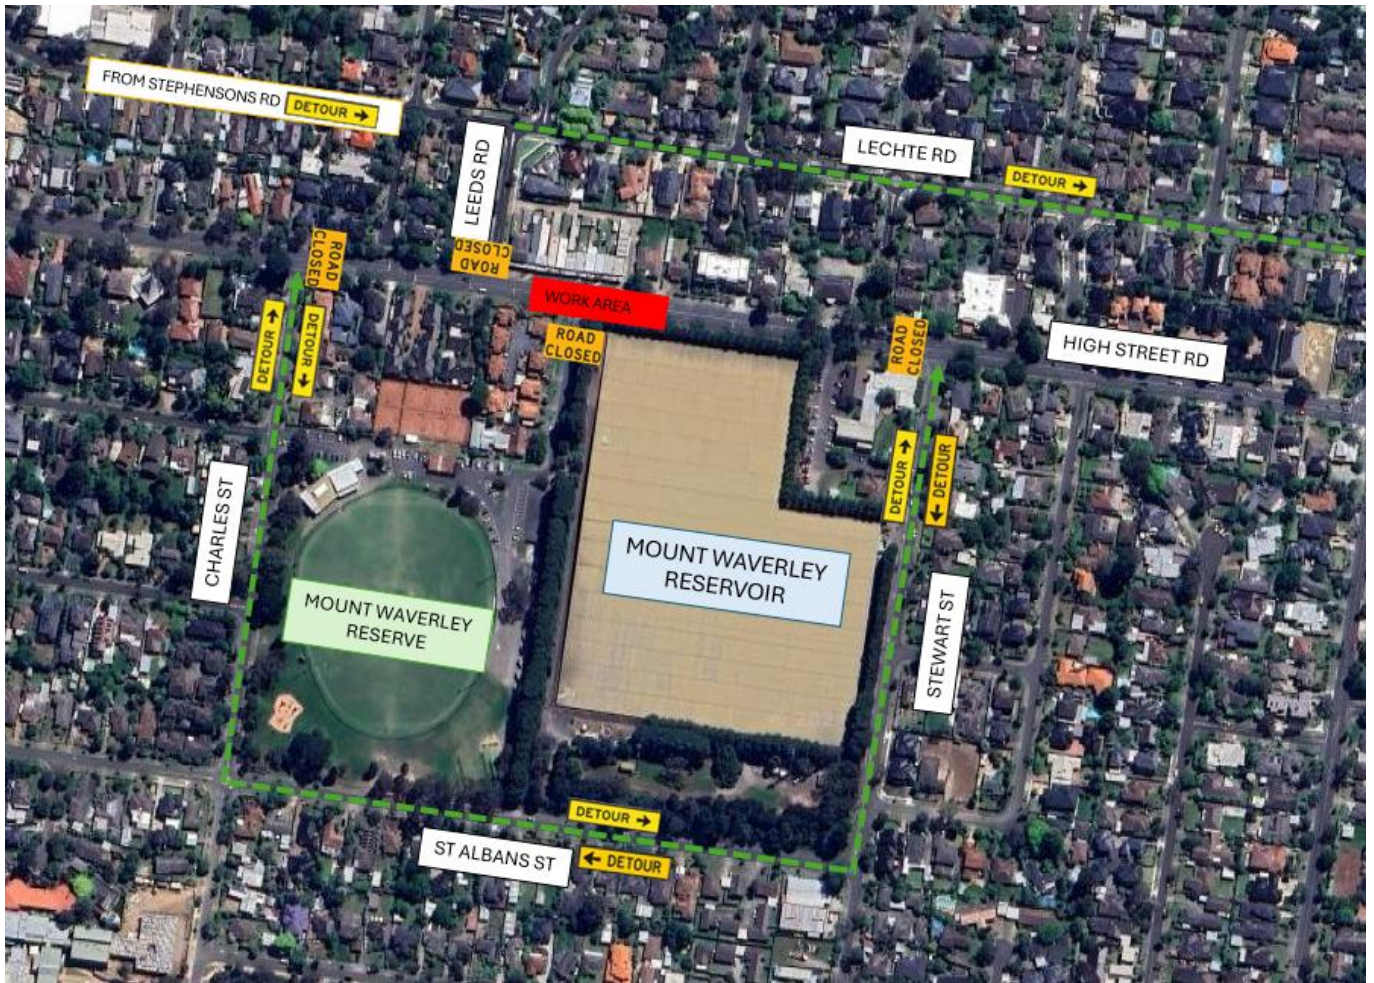 FROM STEPHENSONS RD DETOUR →
LEEDS RD
LECHTE RD
DETOUR →
ROAD
CLOSED
ROAD
CLOSED
WORK AREA
ROAD
CLOSED
ROAD
CLOSED
HIGH STREET RD
DETOUR →
DETOUR →
DETOUR →
← DETOUR
CHARLES ST
MOUNT WAVERLEY
RESERVOIR
MOUNT WAVERLEY
RESERVE
STEWART ST
DETOUR →
← DETOUR
ST ALBANS ST